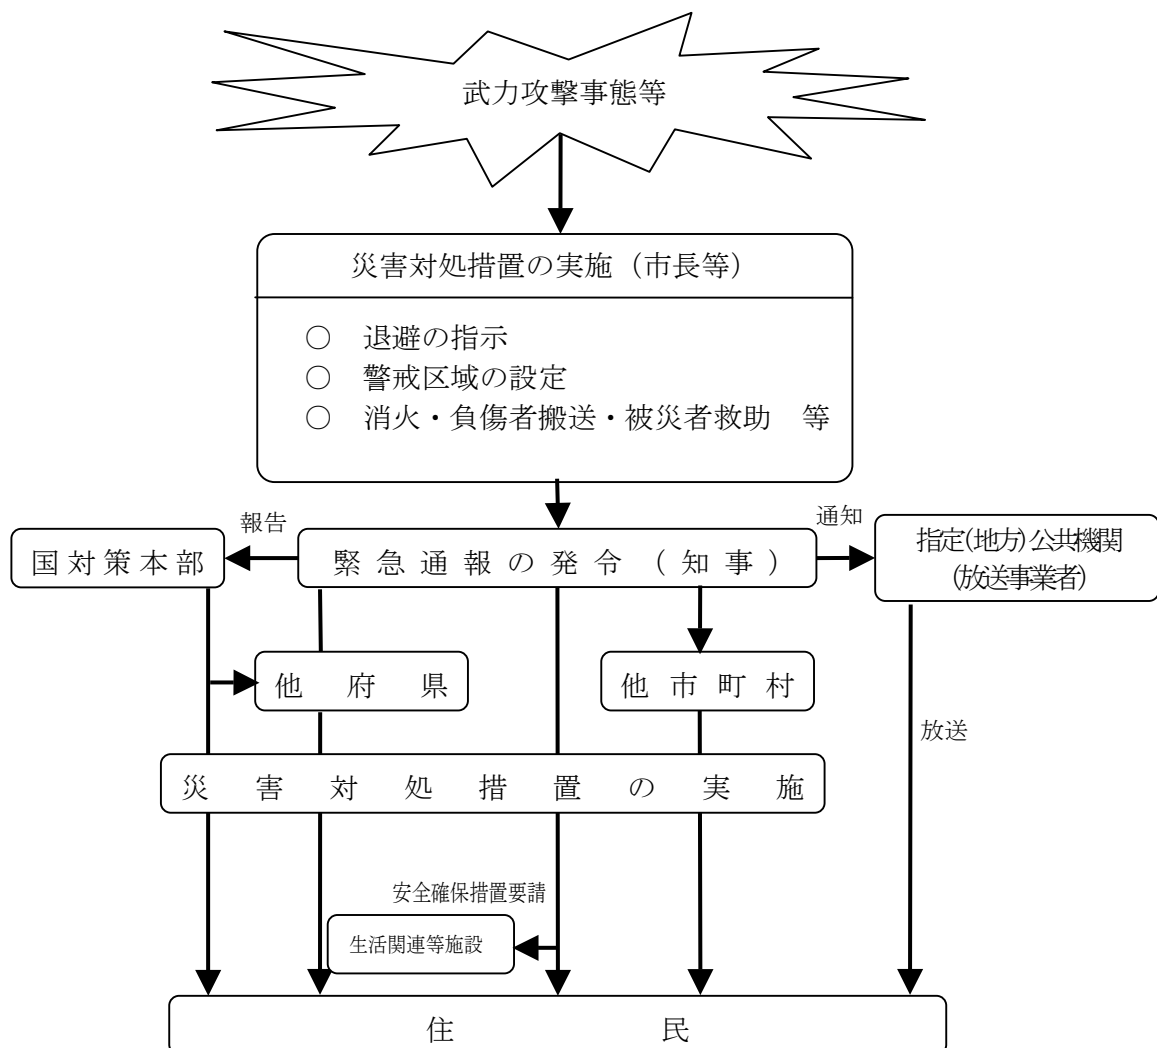 武力攻撃事態等
災害対処措置の実施（市長等）
○　退避の指示
○　警戒区域の設定
○　消火・負傷者搬送・被災者救助　等
報告
通知
国対策本部
緊急通報の発令（知事）
指定(地方)公共機関
(放送事業者)
他府県
他市町村
放送
災害対処措置の実施
安全確保措置要請
生活関連等施設
住民